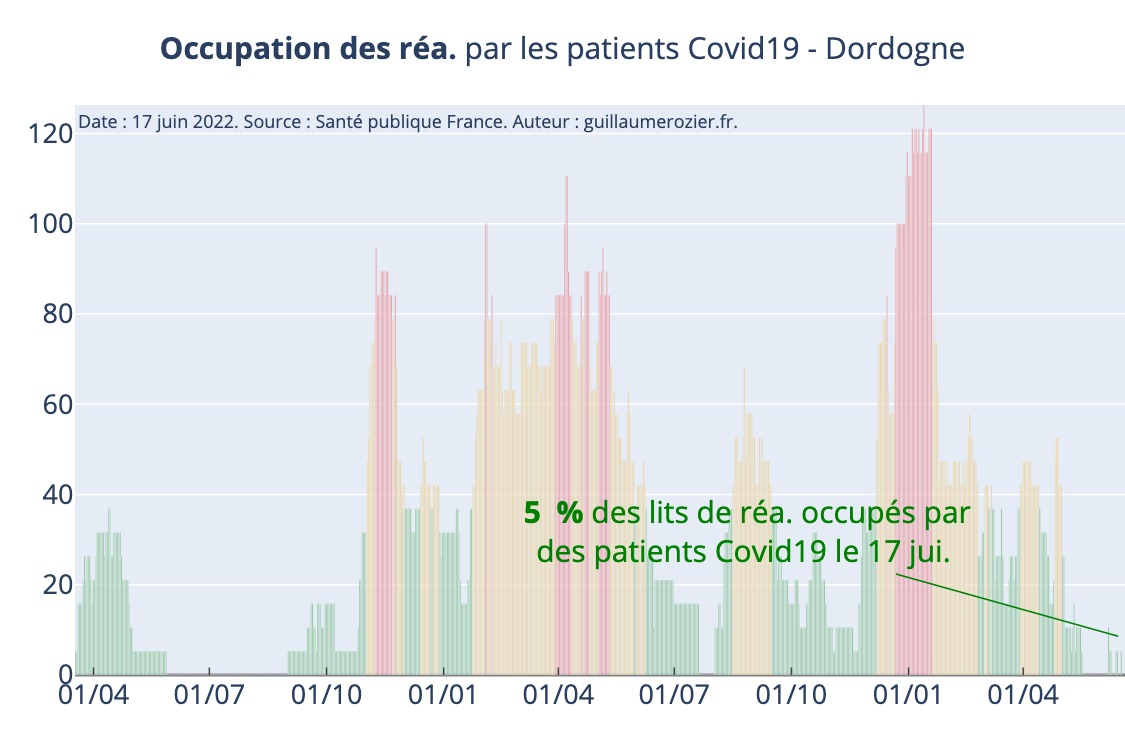 Occupation des réa. par les patients Covid19 - Dordogne
Date : 17 juin 2022. Source : Santé publique France. Auteur : guillaumerozier.fr.
120
100
80
60
40
20
0
5 % des lits de réa. occupés par
des patients Covid19 le 17 jui.
01/04 01/07 01/10 01/01 01/04 01/07 01/10 01/01 01/04